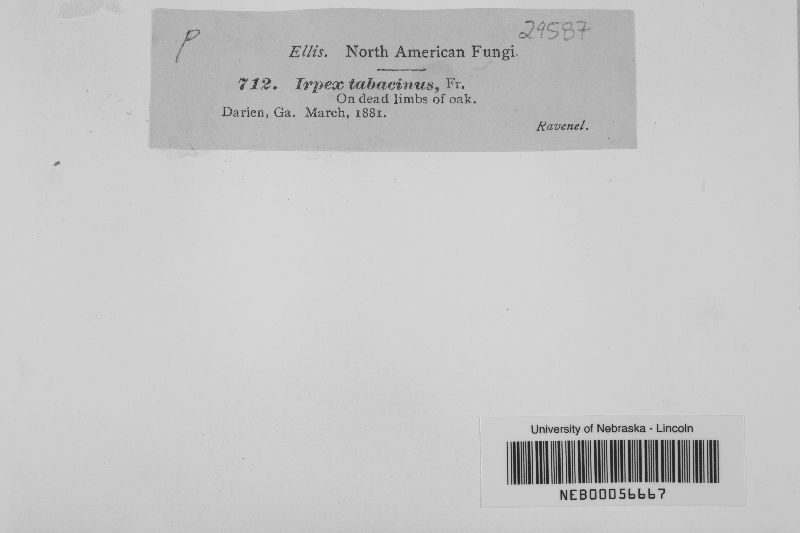 P
29587
Ellis. North American Fungi.
712. Irpex tabacinus, Fr.
On dead limbs of oak.
Darien, Ga. March, 1881.
Ravenel.
University of Nebraska - Lincoln
NEB00056667